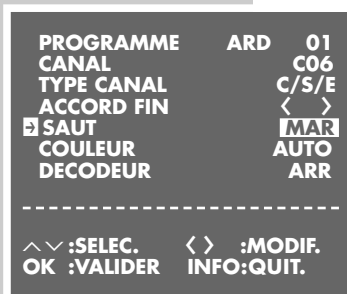 PROGRAMME ARD 01
CANAL C06
TYPE CANAL C/S/E
ACCORD FIN < >
SAUT MAR
COULEUR AUTO
DECODEUR ARR
:SELEC. < > :MODIF.
OK :VALIDER INFO:QUIT.